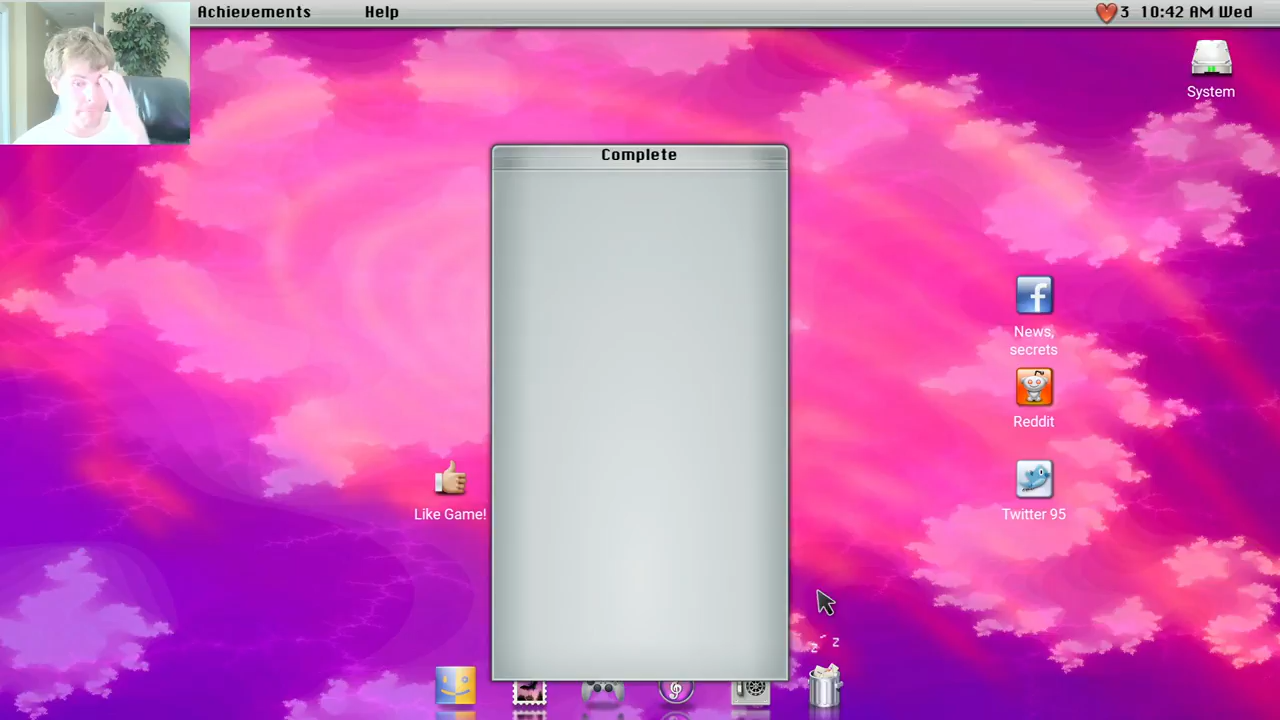 Achievements Help
3 10:42 AM Wed
System
Complete
News,
secrets
Reddit
Like Game!
Twitter 95
z z